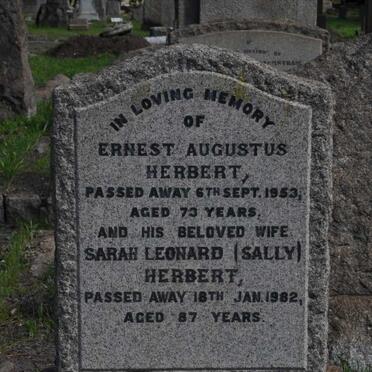 IN LOVING MEMORY
OF
ERNEST AUGUSTUS
HERBERT,
PASSED AWAY 6TH SEPT. 1953,
AGED 73 YEARS.
AND HIS BELOVED WIFE
SARAH LEONARD (SALLY)
HERBERT,
PASSED AWAY 18TH JAN. 1982,
AGED 87 YEARS.